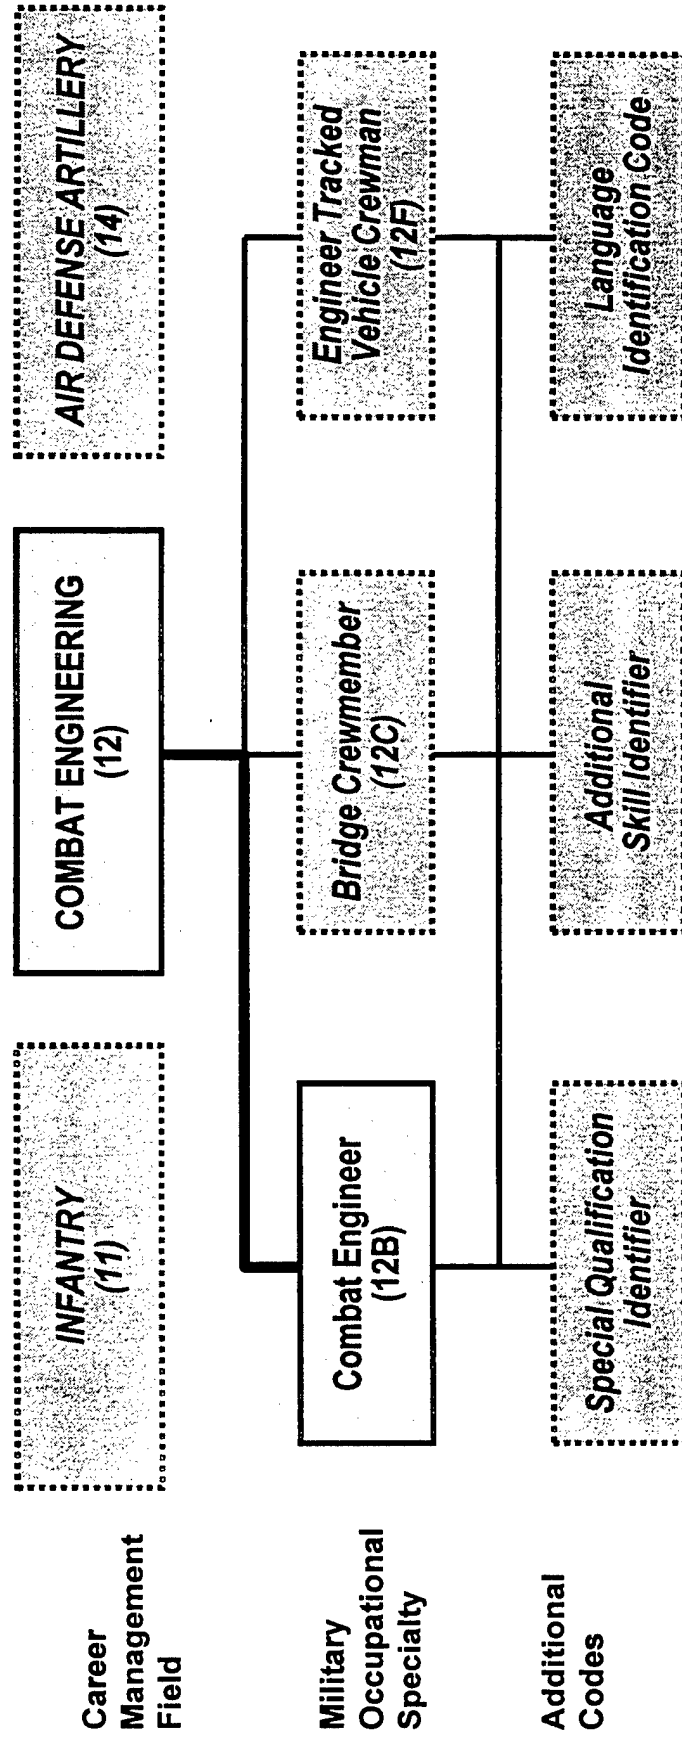 Career
Management
Field
INFANTRY
(11)
COMBAT ENGINEERING
(12)
AIR DEFENSE ARTILLERY
(14)
Military
Occupational
Specialty
Combat Engineer
(12B)
Bridge Crewmember
(12C)
Engineer Tracked
Vehicle Crewman
(12F)
Additional
Codes
Special Qualification
Identifier
Additional
Skill Identifier
Language
Identification Code